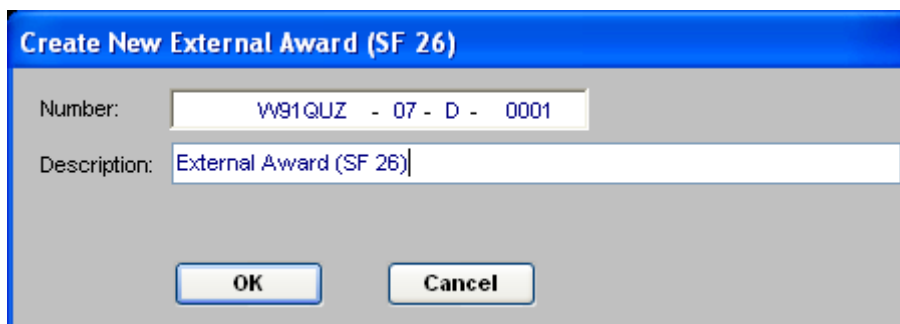 Create New External Award (SF 26)
Number: W91QUZ - 07 - D - 0001
Description: External Award (SF 26)
OK Cancel